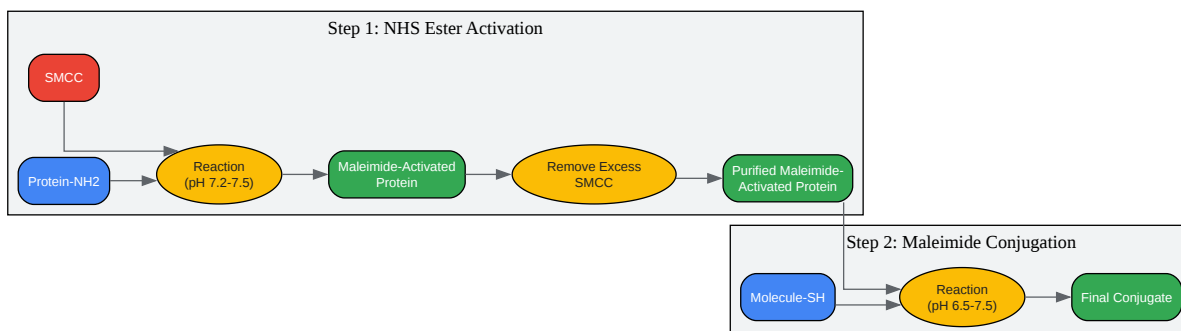 Step 1: NHS Ester Activation
SMCC
Protein-NH2
Reaction
(pH 7.2-7.5)
Maleimide-Activated
Protein
Remove Excess
SMCC
Purified Maleimide-
Activated Protein
Step 2: Maleimide Conjugation
Molecule-SH
Reaction
(pH 6.5-7.5)
Final Conjugate